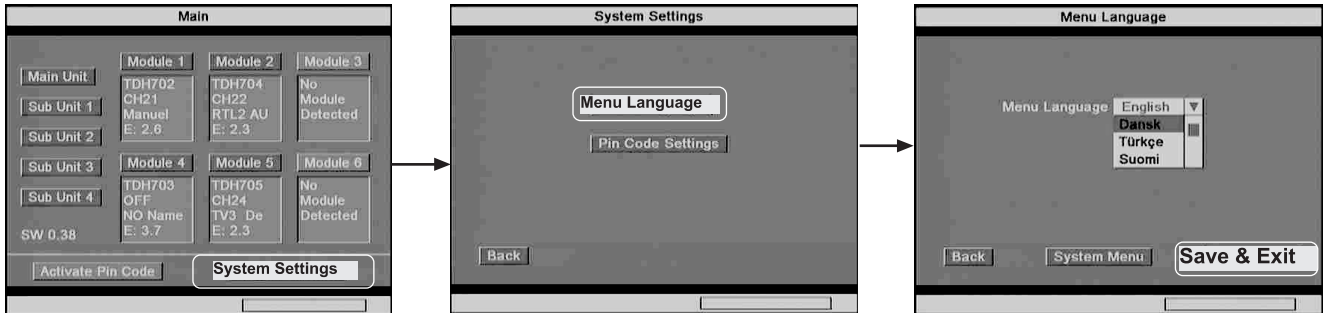 Main
Main Unit
Sub Unit 1
Sub Unit 2
Sub Unit 3
Sub Unit 4
SW 0.38
Module 1
TDH702
CH21
Manuel
E: 2.6
Module 2
TDH704
CH22
RTL2 AU
E: 2.3
Module 3
No
Module
Detected
Module 4
TDH703
OFF
NO Name
E: 3.7
Module 5
TDH705
CH24
TV3 De
E: 2.3
Module 6
No
Module
Detected
Activate Pin Code
System Settings
System Settings
Menu Language
Pin Code Settings
Back
Menu Language
Menu Language English
Dansk
Türkçe
Suomi
Back
System Menu
Save & Exit